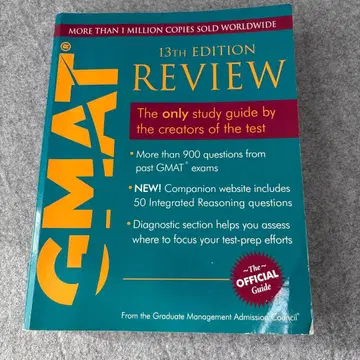 MORE THAN 1 MILLION COPIES SOLD WORLDWIDE
GMAT®
13TH EDITION
REVIEW
The only study guide by
the creators of the test
• More than 900 questions from
past GMAT® exams
• NEW! Companion website includes
50 Integrated Reasoning questions
• Diagnostic section helps you assess
where to focus your test-prep efforts
~The~
OFFICIAL
Guide
From the Graduate Management Admission Council®